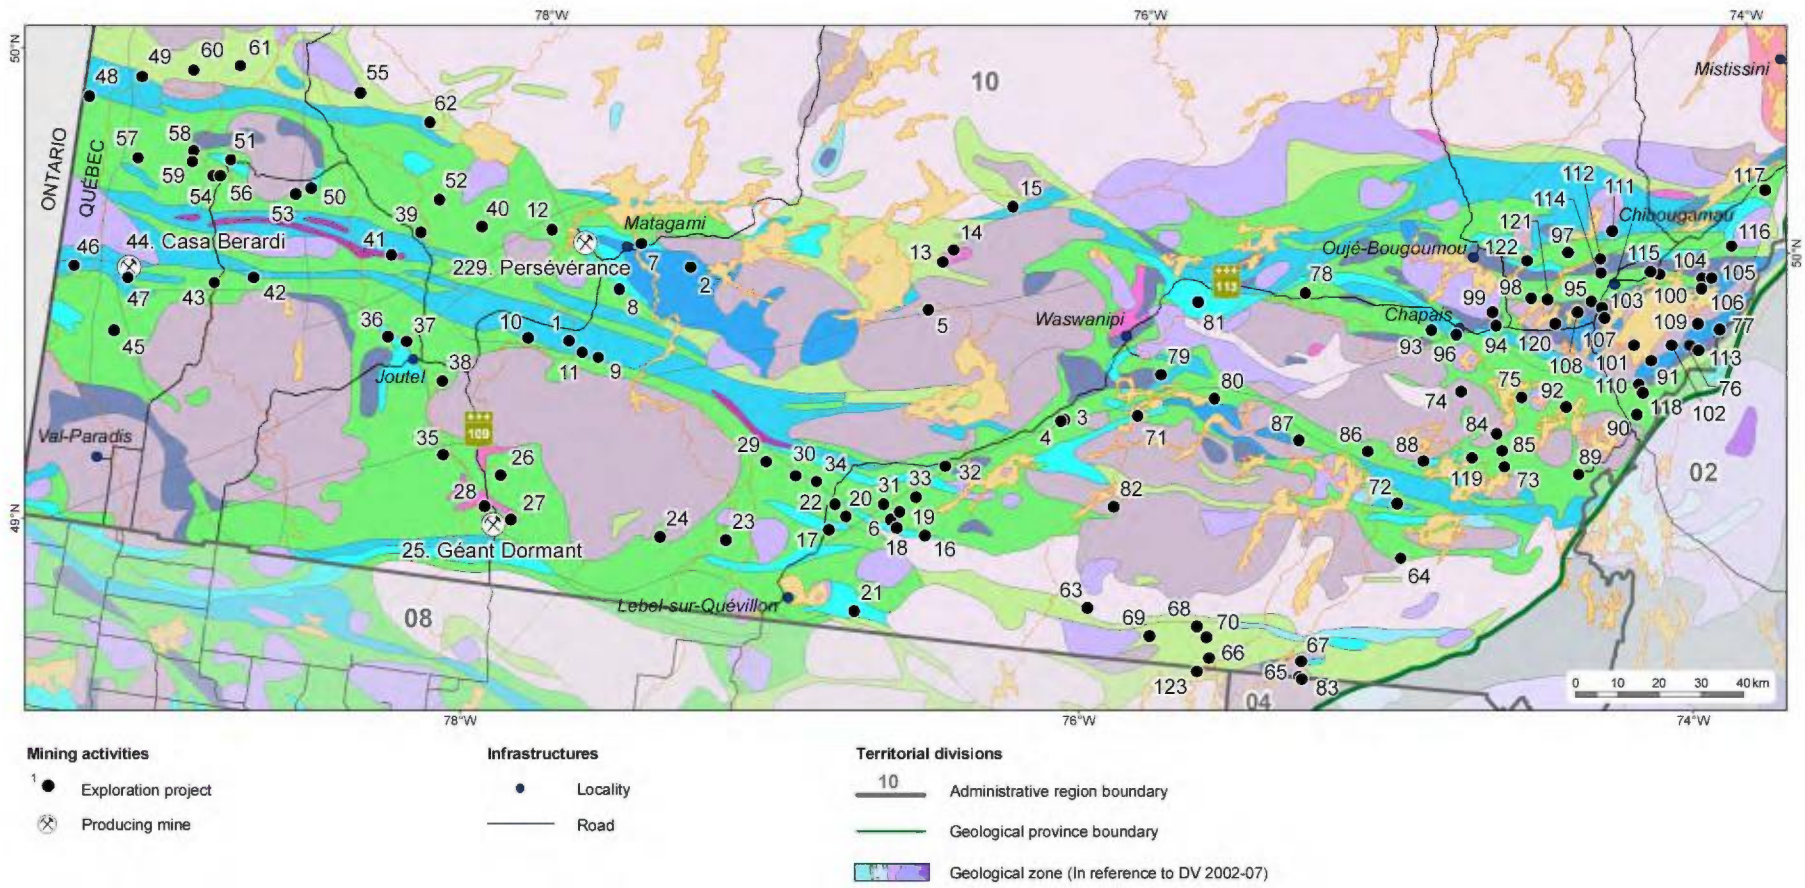 78°W 76°W 74°W
50°N
ONTARIO
QUÉBEC
48 49 60 61 55 62
10
Mistissini
57 58 51
59 54 56 53 50
52 39 40 12 41
Matagami
15
14
13
112 111 117
114
121
Chibougamau
122 97 115 116
Oujé-Bougoumou
50°N
46 44. Casa Berardi
47 43 42
229. Persévérance
7 2 8 5
113
78
81
Waswanipi
Chapais
99 98 95 103 104 105
100 106
93 96 94 120 107 109 77
108 101 113
45 36 37 10 1
11 9
Joutel
38
79
80
74 75 92 110 91 76
118 102
90
Val-Paradis
109
35 26
28 27
25. Géant Dormant
29 30 34 31 33 32
22 20 19
17 6 18 16
24 23
4 3 71
82
87 86 88 84 85
119 73 89
72
64
02
49°N
08
Lebel-sur-Quévillon
21
63 69 68 70
66 67
123 65 83
04
0 10 20 30 40 km
78°W 76°W 74°W
Mining activities
1
Exploration project
Producing mine
Infrastructures
Locality
Road
Territorial divisions
10
Administrative region boundary
Geological province boundary
Geological zone (In reference to DV 2002-07)